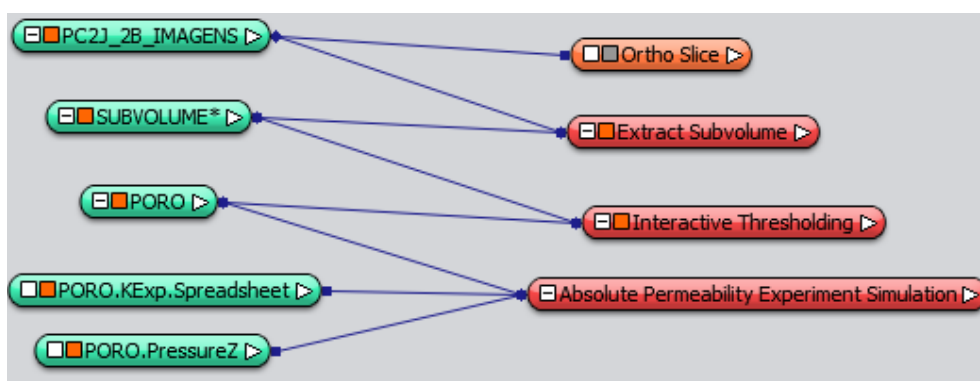 PC2J_2B_IMAGENS
Ortho Slice
SUBVOLUME*
Extract Subvolume
PORO
Interactive Thresholding
PORO.KExp.Spreadsheet
Absolute Permeability Experiment Simulation
PORO.PressureZ